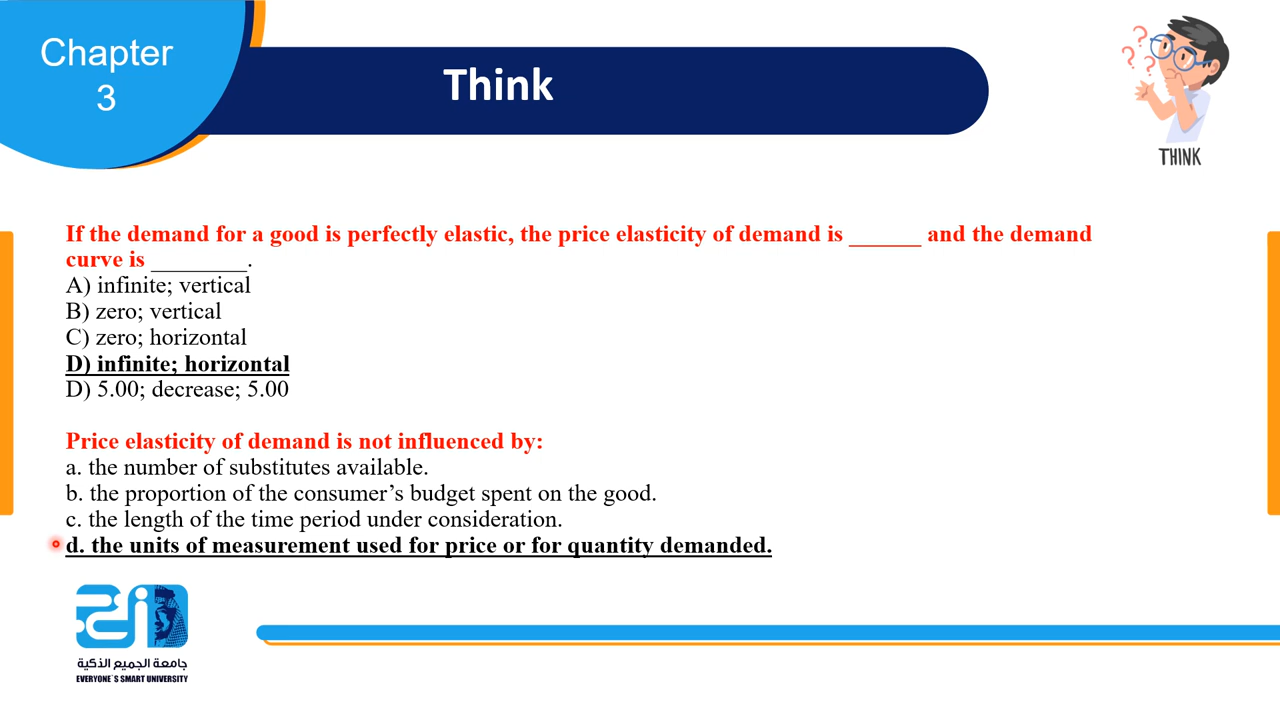 Chapter
3
Think
THINK
If the demand for a good is perfectly elastic, the price elasticity of demand is ______ and the demand
curve is ________.
A) infinite; vertical
B) zero; vertical
C) zero; horizontal
D) infinite; horizontal
D) 5.00; decrease; 5.00
Price elasticity of demand is not influenced by:
a. the number of substitutes available.
b. the proportion of the consumer’s budget spent on the good.
c. the length of the time period under consideration.
d. the units of measurement used for price or for quantity demanded.
جامعة الجميع الذكية
EVERYONE`S SMART UNIVERSITY